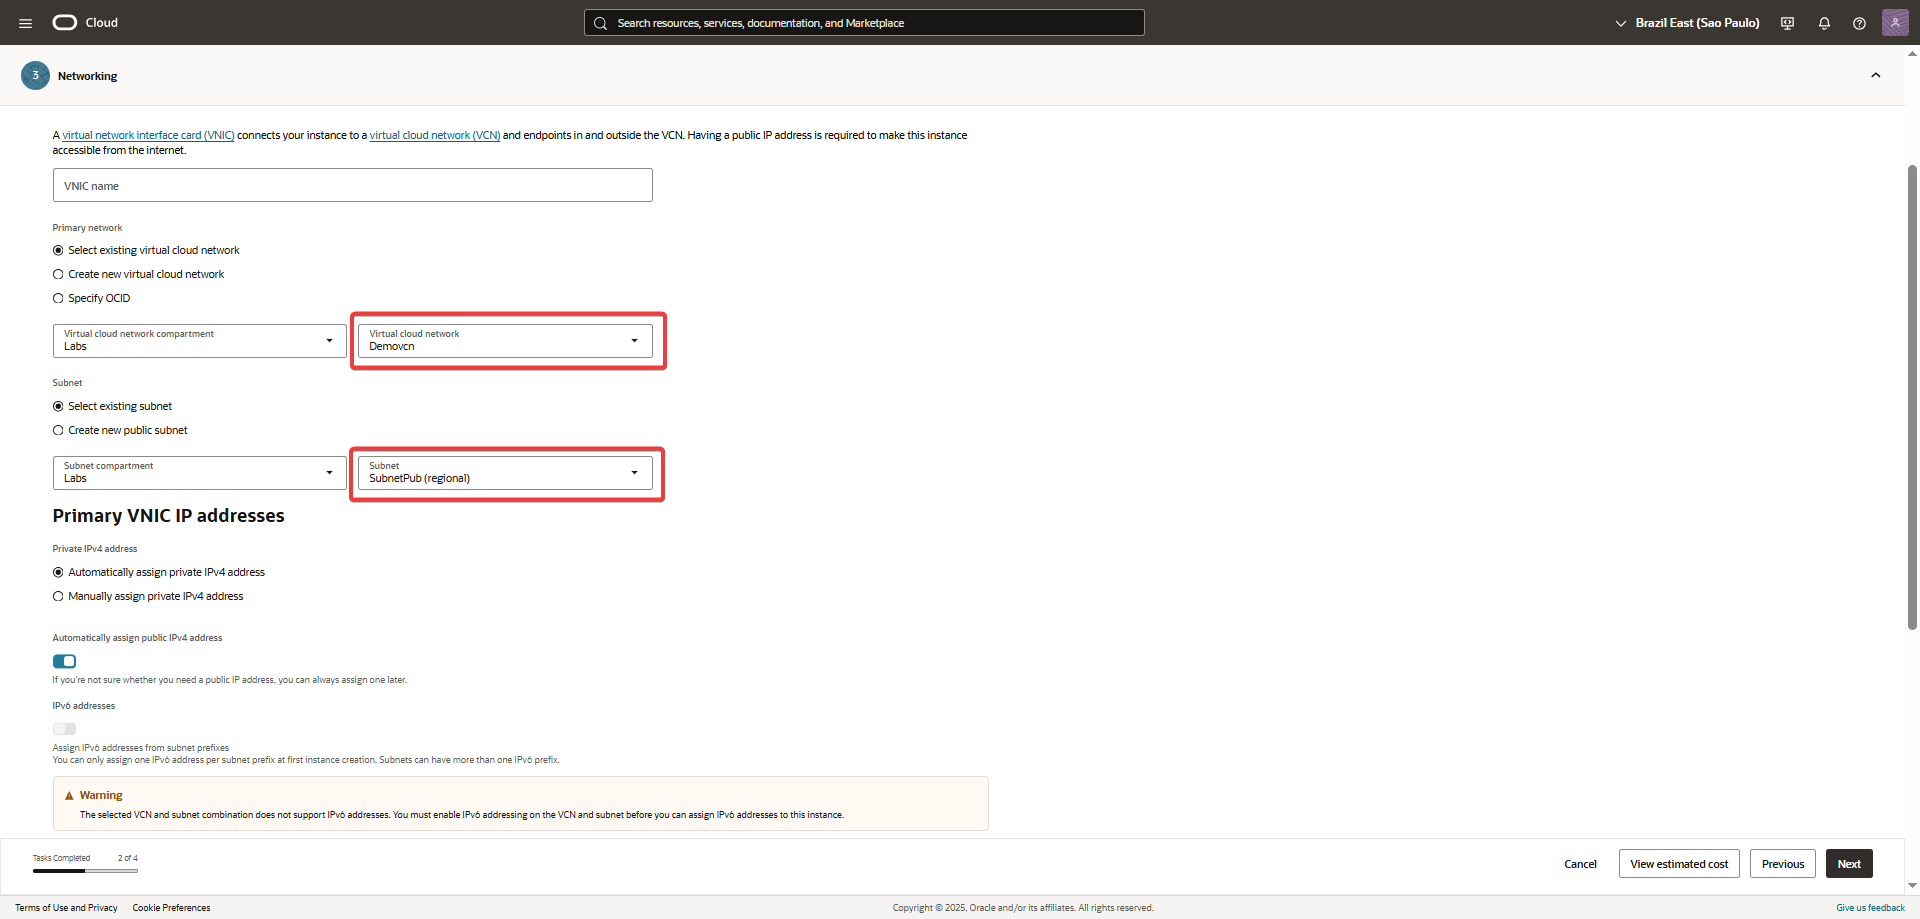 Cloud
Search resources, services, documentation, and Marketplace
Brazil East (Sao Paulo)
3
Networking
A virtual network interface card (VNIC) connects your instance to a virtual cloud network (VCN) and endpoints in and outside the VCN. Having a public IP address is required to make this instance
accessible from the internet.
VNIC name
Primary network
Select existing virtual cloud network
Create new virtual cloud network
Specify OCID
Virtual cloud network compartment
Labs
Virtual cloud network
Demovcn
Subnet
Select existing subnet
Create new public subnet
Subnet compartment
Labs
Subnet
SubnetPub (regional)
Primary VNIC IP addresses
Private IPv4 address
Automatically assign private IPv4 address
Manually assign private IPv4 address
Automatically assign public IPv4 address
If you're not sure whether you need a public IP address, you can always assign one later.
IPv6 addresses
Assign IPv6 addresses from subnet prefixes
You can only assign one IPv6 address per subnet prefix at first instance creation. Subnets can have more than one IPv6 prefix.
Warning
The selected VCN and subnet combination does not support IPv6 addresses. You must enable IPv6 addressing on the VCN and subnet before you can assign IPv6 addresses to this instance.
Tasks Completed 2 of 4
Cancel
View estimated cost
Previous
Next
Terms of Use and Privacy
Cookie Preferences
Copyright © 2025, Oracle and/or its affiliates. All rights reserved.
Give us feedback